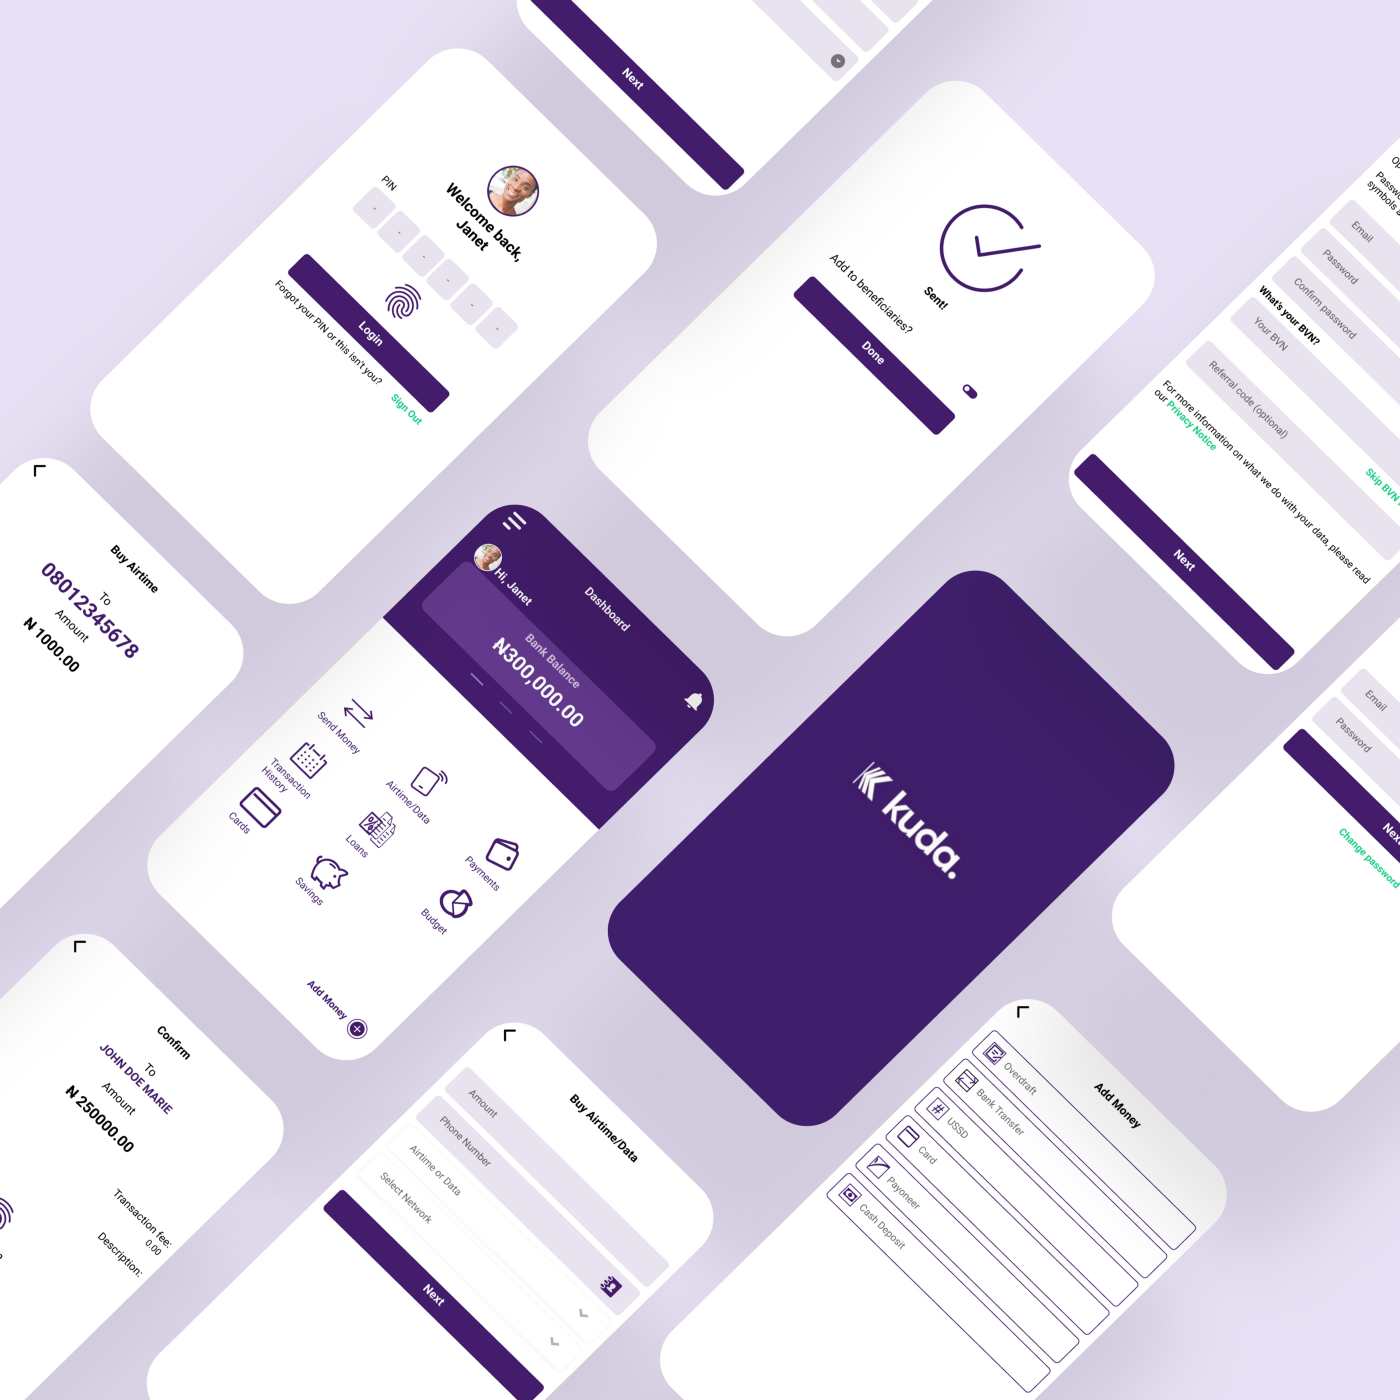 Next
PIN
Welcome back,
Janet
Login
Forgot your PIN or this isn't you?
Sign Out
Sent!
Add to beneficiaries?
Done
symbols
Email
Password
Confirm password
What's your BVN?
Your BVN
Skip BVN
Referral code (optional)
For more information on what we do with your data, please read
our Privacy Notice
Next
Buy Airtime
To
08012345678
Amount
₦ 1000.00
Dashboard
Hi, Janet
Bank Balance
₦300,000.00
Send Money
Airtime/Data
Payments
Transaction
History
Loans
Budget
Cards
Savings
Add Money
kuda.
Email
Password
Change password
Confirm
To
JOHN DOE MARIE
Amount
₦ 250000.00
Transaction fee:
0.00
Description:
Buy Airtime/Data
Amount
Phone Number
Airtime or Data
Select Network
Next
Add Money
Overdraft
Bank Transfer
USSD
Card
Payoneer
Cash Deposit